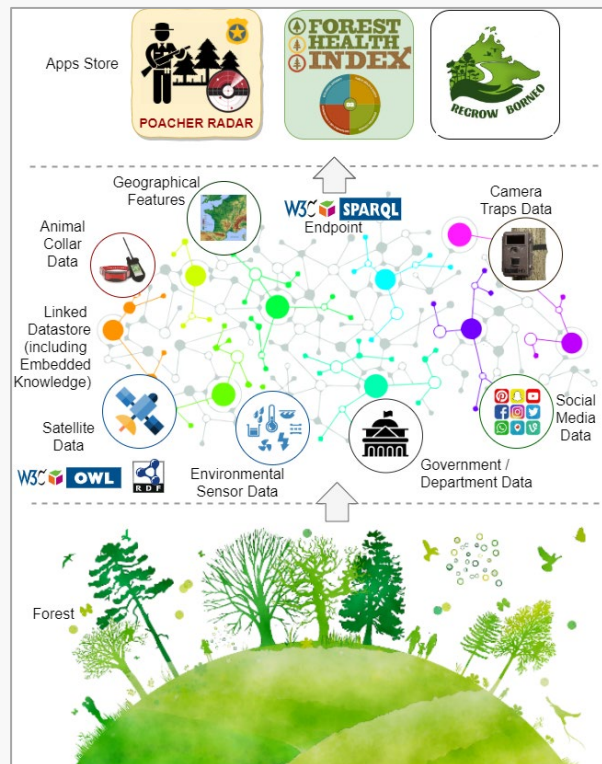 Apps Store
POACHER RADAR
FOREST
HEALTH
INDEX
RECROW BORNEO
Geographical
Features
W3C SPARQL
Endpoint
Camera
Traps Data
Animal
Collar
Data
Linked
Datastore
(including
Embedded
Knowledge)
Satellite
Data
Environmental
Sensor Data
Government /
Department Data
Social
Media
Data
W3C OWL
RDF
Forest